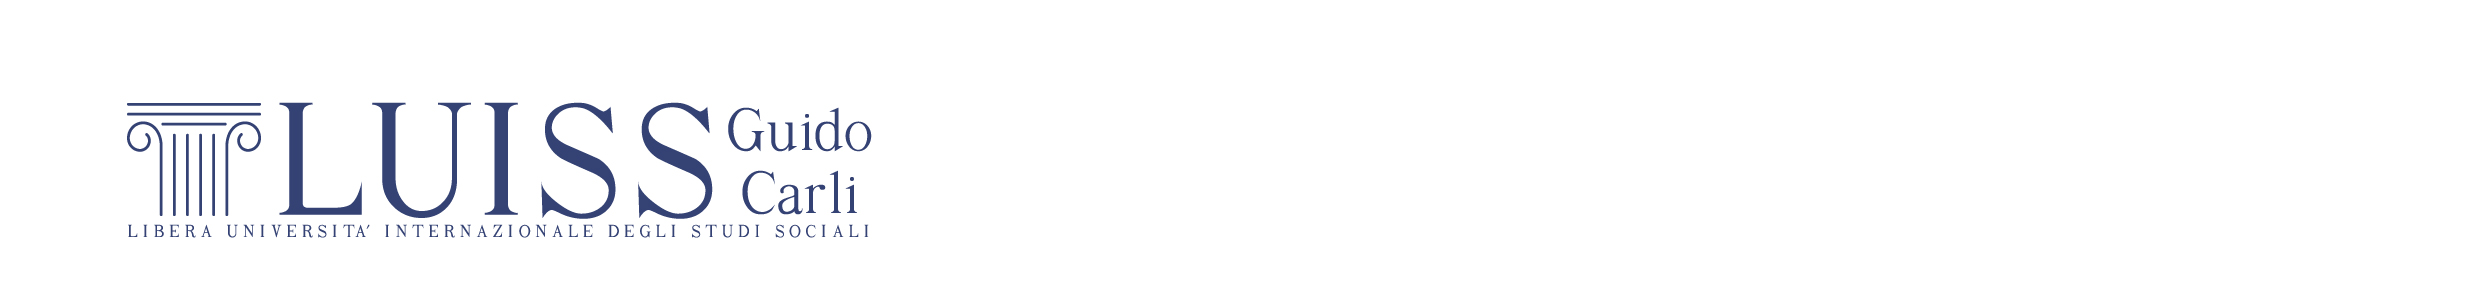 LUISS Guido
Carli
LIBERA UNIVERSITA' INTERNAZIONALE DEGLI STUDI SOCIALI